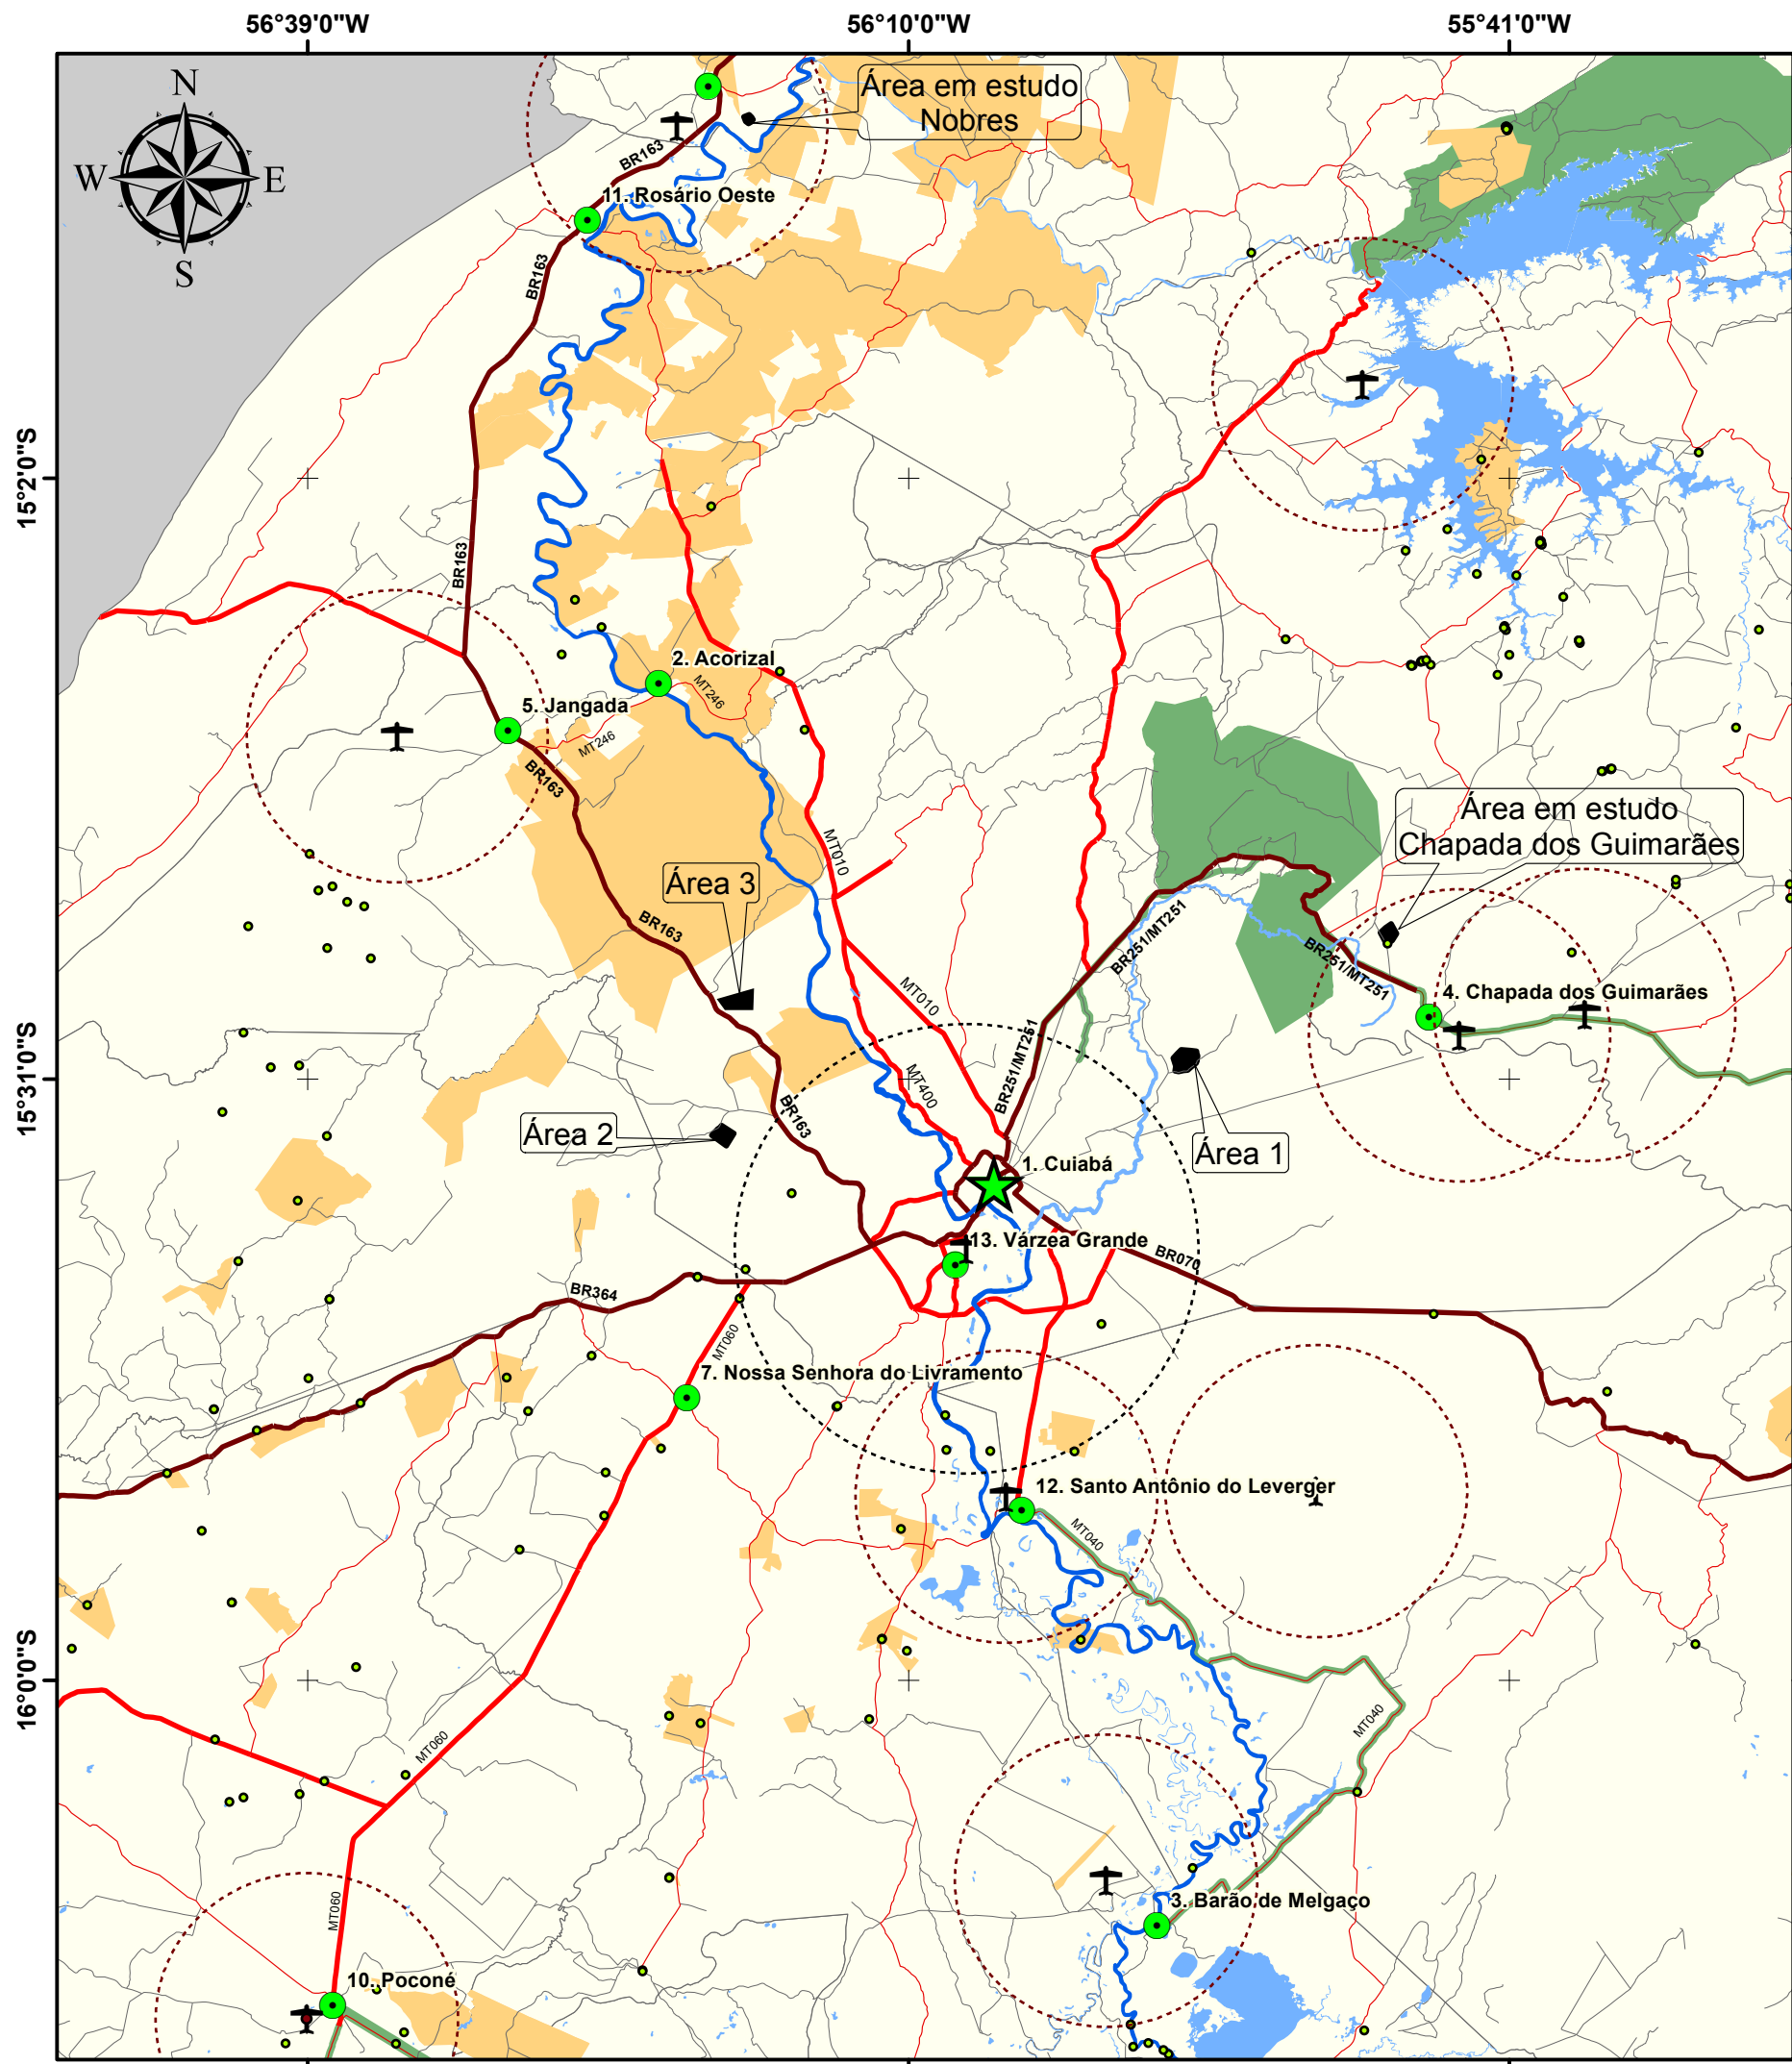 56°39'0"W
56°10'0"W
55°41'0"W
N
W
E
S
Área em estudo
Nobres
BR163
11. Rosário Oeste
BR163
15°2'0"S
BR163
2. Acorizal
MT246
5. Jangada
MT246
BR163
Área em estudo
Chapada dos Guimarães
MT010
Área 3
BR163
BR251/MT251
BR251/MT251
4. Chapada dos Guimarães
MT010
15°31'0"S
BR251/MT251
MT400
BR163
Área 2
Área 1
1. Cuiabá
13. Várzea Grande
BR070
BR364
MT060
7. Nossa Senhora do Livramento
12. Santo Antônio do Leverger
MT040
16°0'0"S
MT040
MT060
3. Barão de Melgaço
MT060
10. Poconé